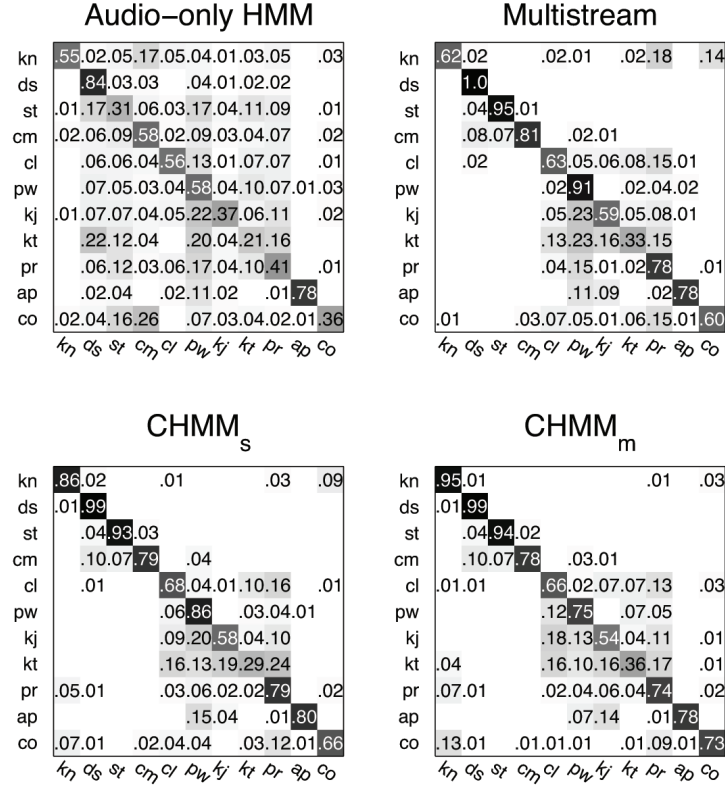 Audio-only HMM
kn .55 .02 .05 .17 .05 .04 .01 .03 .05 .03
ds .84 .03 .03 .04 .01 .02 .02
st .01 .17 .31 .06 .03 .17 .04 .11 .09 .01
cm .02 .06 .09 .58 .02 .09 .03 .04 .07 .02
cl .06 .06 .04 .56 .13 .01 .07 .07 .01
pw .07 .05 .03 .04 .58 .04 .10 .07 .01 .03
kj .01 .07 .07 .04 .05 .22 .37 .06 .11 .02
kt .22 .12 .04 .20 .04 .21 .16
pr .06 .12 .03 .06 .17 .04 .10 .41 .01
ap .02 .04 .02 .11 .02 .01 .78
co .02 .04 .16 .26 .07 .03 .04 .02 .01 .36
kn ds st cm cl pw kj kt pr ap co
Multistream
kn .62 .02 .02 .01 .02 .18 .14
ds 1.0
st .04 .95 .01
cm .08 .07 .81 .02 .01
cl .02 .63 .05 .06 .08 .15 .01
pw .02 .91 .02 .04 .02
kj .05 .23 .59 .05 .08 .01
kt .13 .23 .16 .33 .15
pr .04 .15 .01 .02 .78 .01
ap .11 .09 .02 .78
co .01 .03 .07 .05 .01 .06 .15 .01 .60
kn ds st cm cl pw kj kt pr ap co
CHMMs
kn .86 .02 .01 .03 .09
ds .01 .99
st .04 .93 .03
cm .10 .07 .79 .04
cl .01 .68 .04 .01 .10 .16 .01
pw .06 .86 .03 .04 .01
kj .09 .20 .58 .04 .10
kt .16 .13 .19 .29 .24
pr .05 .01 .03 .06 .02 .02 .79 .02
ap .15 .04 .01 .80
co .07 .01 .02 .04 .04 .03 .12 .01 .66
kn ds st cm cl pw kj kt pr ap co
CHMMm
kn .95 .01 .01 .03
ds .01 .99
st .04 .94 .02
cm .10 .07 .78 .03 .01
cl .01 .01 .66 .02 .07 .07 .13 .03
pw .12 .75 .07 .05
kj .18 .13 .54 .04 .11 .01
kt .04 .16 .10 .16 .36 .17 .01
pr .07 .01 .02 .04 .06 .04 .74 .02
ap .07 .14 .01 .78
co .13 .01 .01 .01 .01 .01 .09 .01 .73
kn ds st cm cl pw kj kt pr ap co